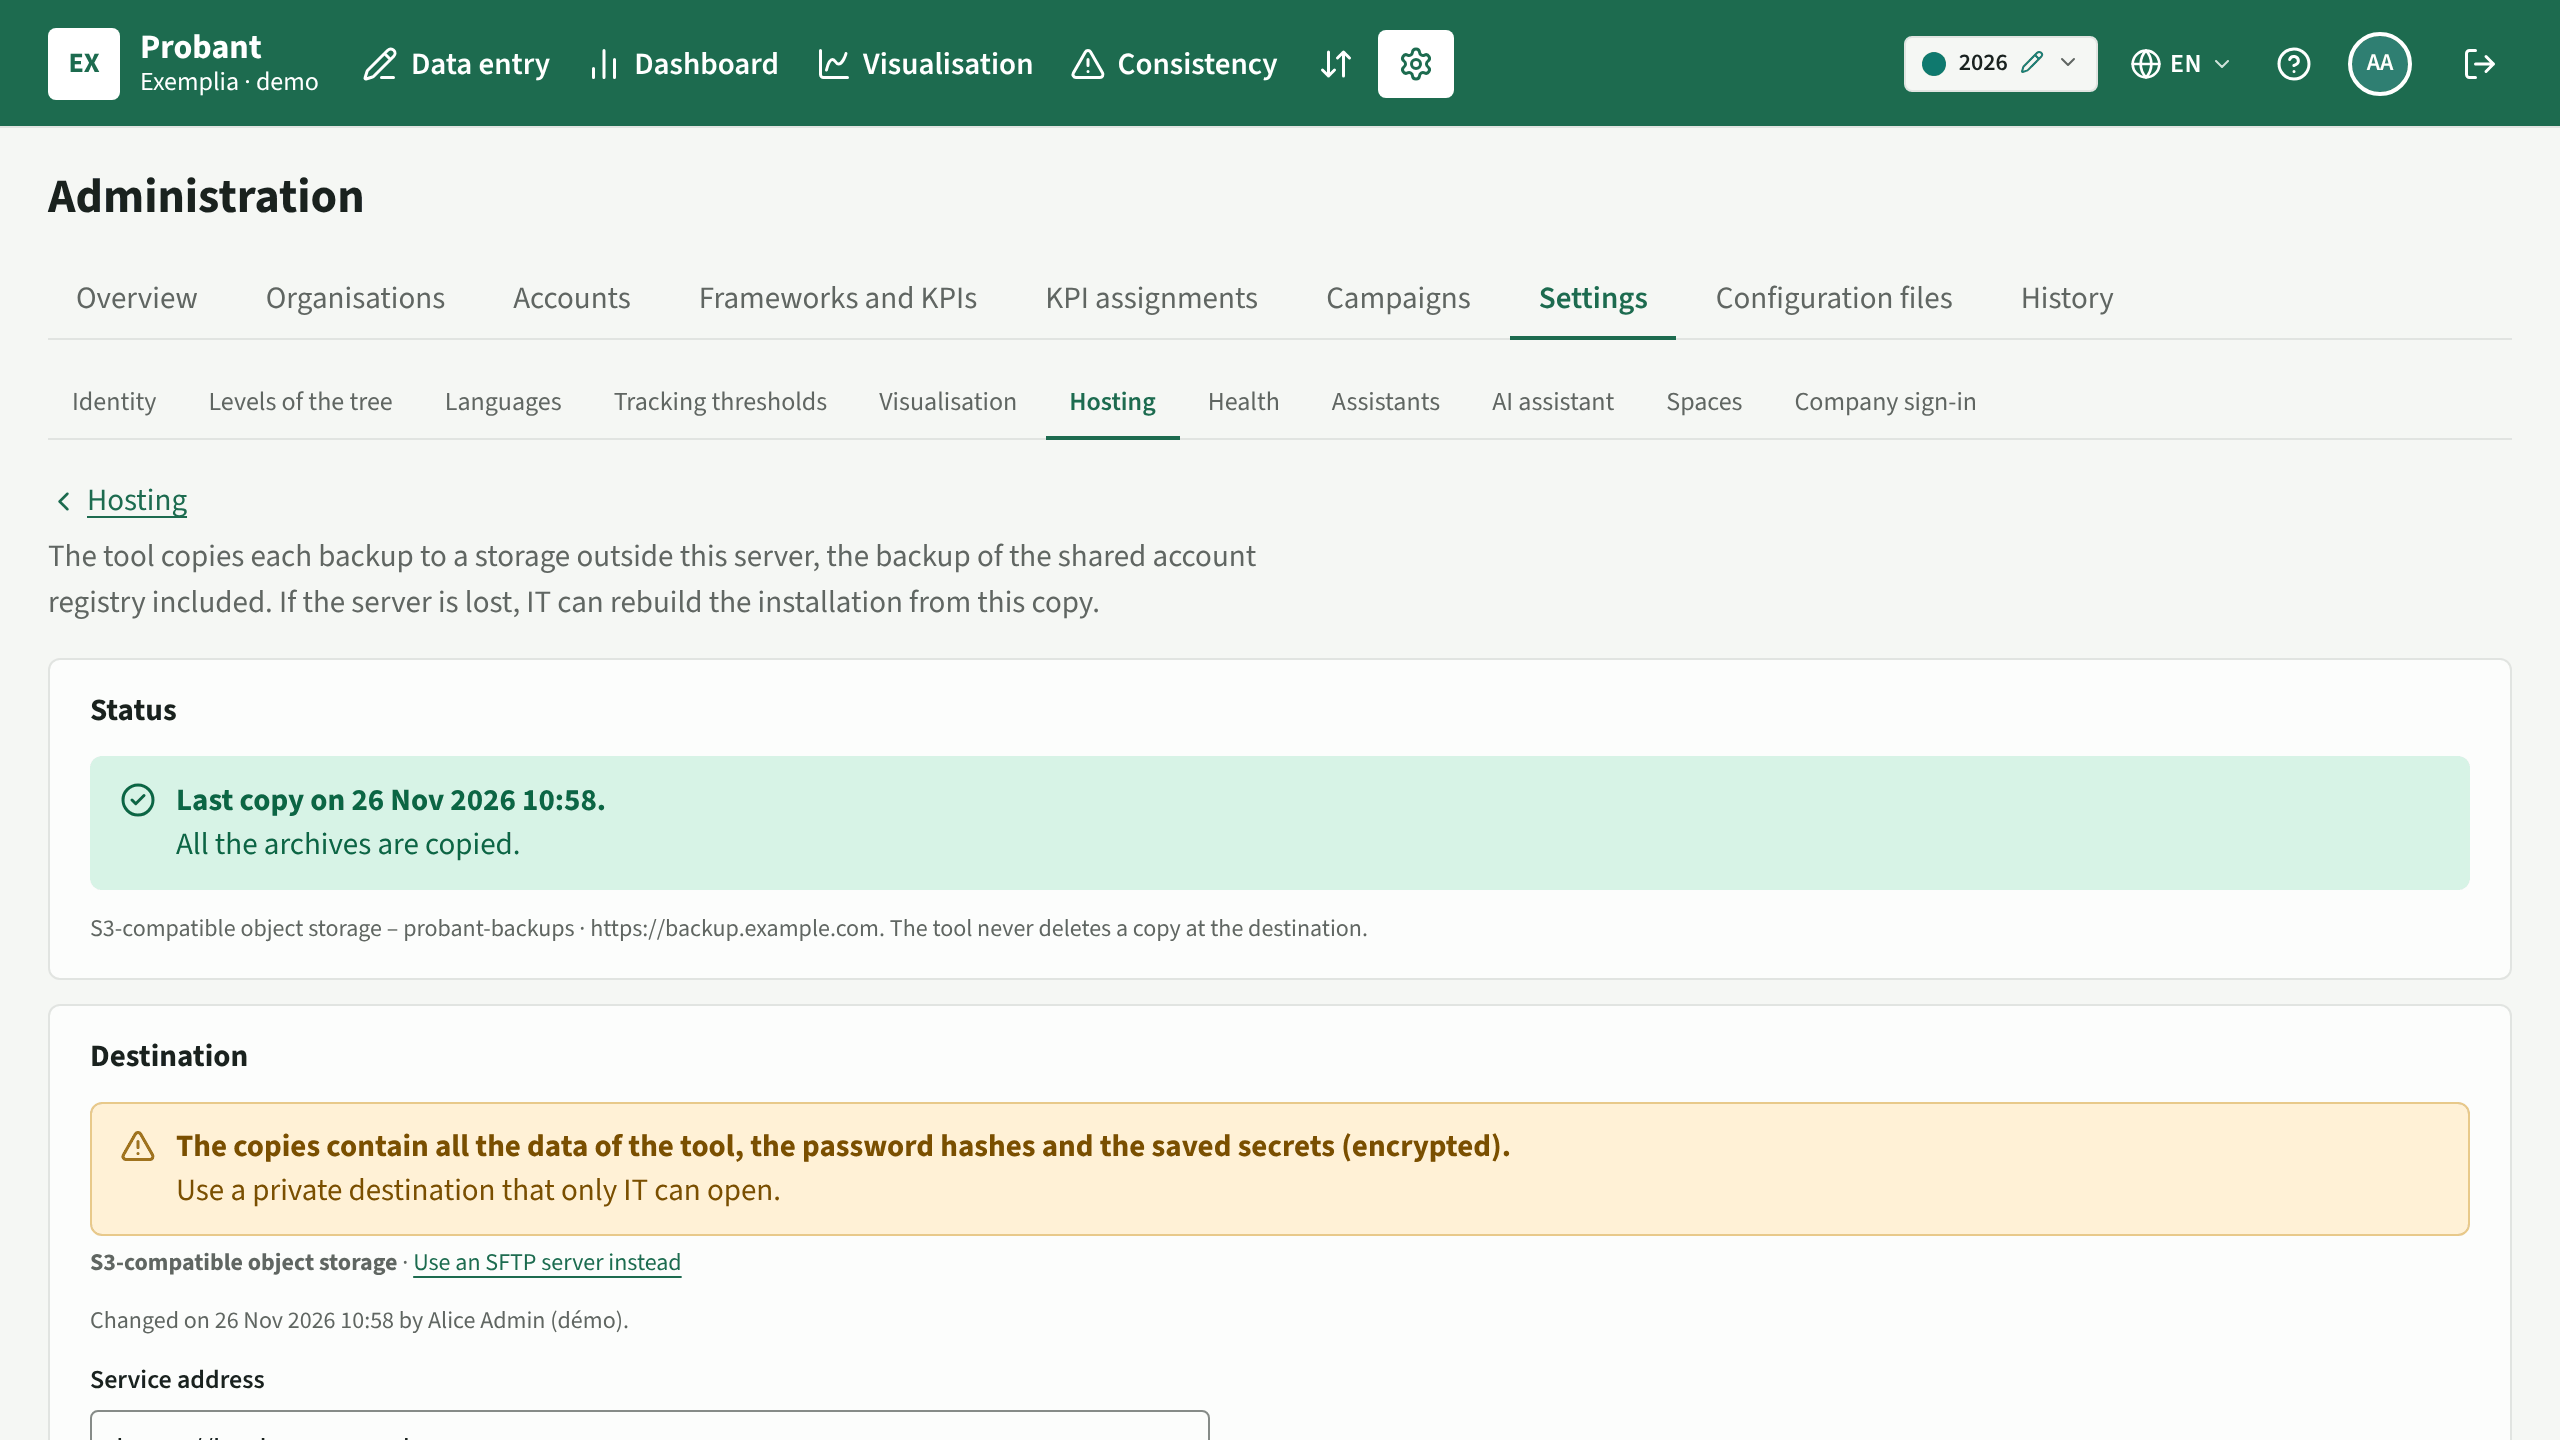 EX
Probant
Exemplia · demo
Data entry
Dashboard
Visualisation
Consistency
2026
EN
AA
Administration
Overview
Organisations
Accounts
Frameworks and KPIs
KPI assignments
Campaigns
Settings
Configuration files
History
Identity
Levels of the tree
Languages
Tracking thresholds
Visualisation
Hosting
Health
Assistants
AI assistant
Spaces
Company sign-in
Hosting
The tool copies each backup to a storage outside this server, the backup of the shared account
registry included. If the server is lost, IT can rebuild the installation from this copy.
Status
Last copy on 26 Nov 2026 10:58.
All the archives are copied.
S3-compatible object storage – probant-backups · https://backup.example.com. The tool never deletes a copy at the destination.
Destination
The copies contain all the data of the tool, the password hashes and the saved secrets (encrypted).
Use a private destination that only IT can open.
S3-compatible object storage · Use an SFTP server instead
Changed on 26 Nov 2026 10:58 by Alice Admin (démo).
Service address